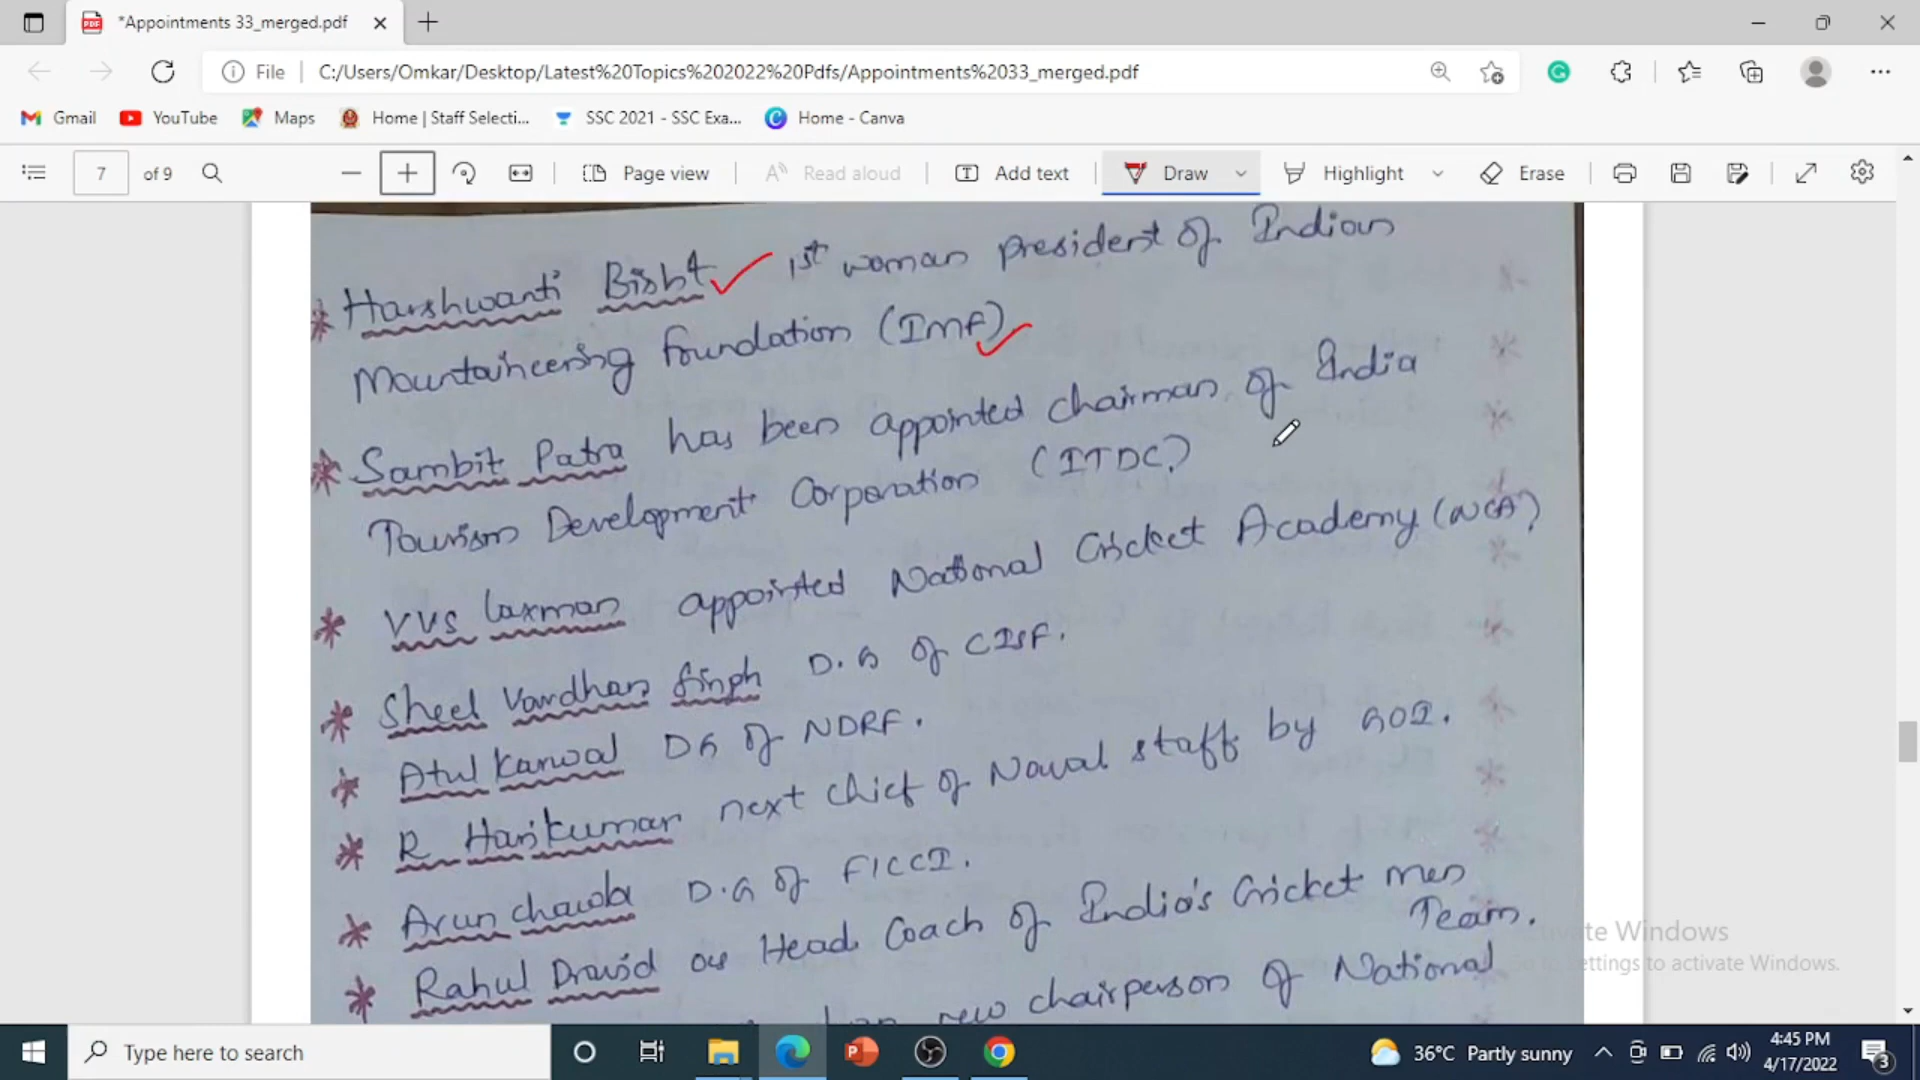 *Appointments 33_merged.pdf
File C:/Users/Omkar/Desktop/Latest%20Topics%202022%20Pdfs/Appointments%2033_merged.pdf
Gmail YouTube Maps Home | Staff Selecti... SSC 2021 - SSC Exa... Home - Canva
7 of 9 Page view Read aloud Add text Draw Highlight Erase
* Harshwanti Bisht 1st woman president of Indian
Mountaineering foundation (IMF)
* Sambit Patra has been appointed chairman of India
Tourism Development Corporation (ITDC)
* VVS laxman appointed National Cricket Academy (NCA)
* Sheel Vardhan Singh D.G of CISF.
* Atul Karwal DG of NDRF.
* R Harikumar next chief of Naval staff by GOI.
* Arun chawla D.G of FICCI.
* Rahul Dravid as Head Coach of India's Cricket men
Team.
new chairperson of National
Activate Windows
Go to Settings to activate Windows.
Type here to search
36°C Partly sunny
4:45 PM
4/17/2022
3